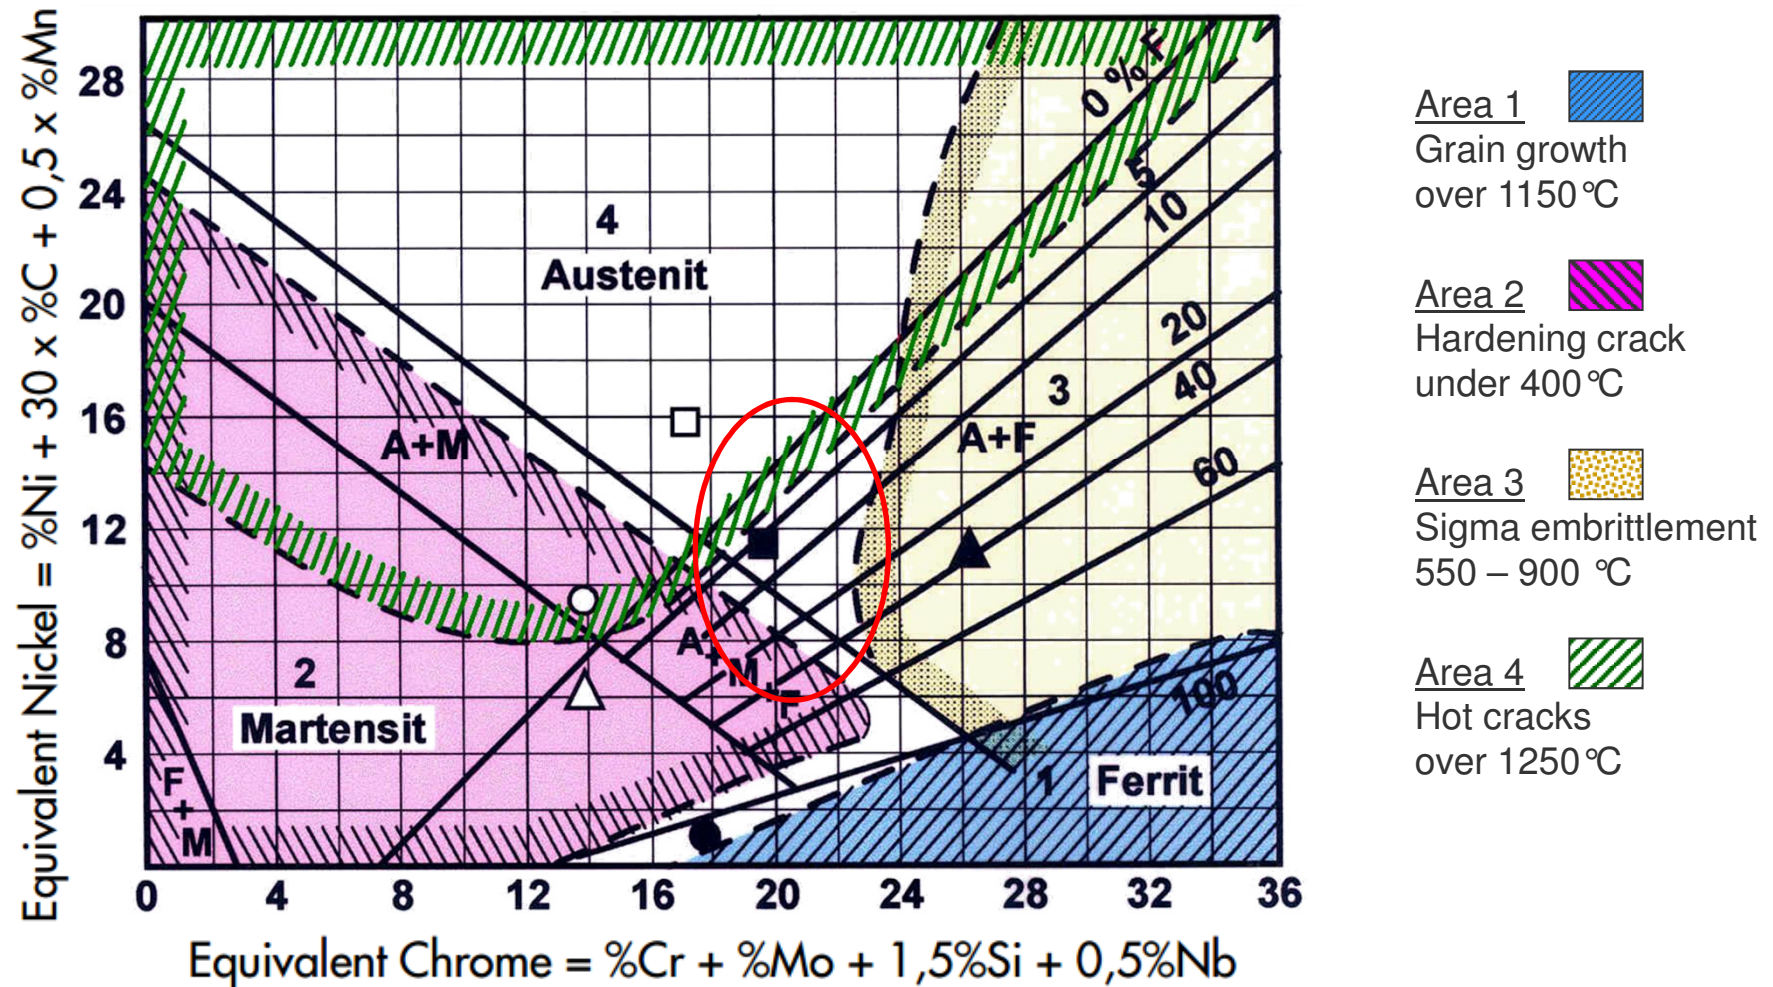 Equivalent Nickel = %Ni + 30 x %C + 0,5 x %Mn
28
24
20
16
12
8
4
0
4
8
12
16
20
24
28
32
36
Equivalent Chrome = %Cr + %Mo + 1,5%Si + 0,5%Nb
4
Austenit
A+M
2
Martensit
F
+
M
A
+
M
+
F
3
A+F
1
Ferrit
0 % F
5
10
20
40
60
100
Area 1
Grain growth
over 1150°C
Area 2
Hardening crack
under 400°C
Area 3
Sigma embrittlement
550 – 900 °C
Area 4
Hot cracks
over 1250°C